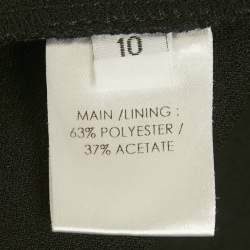 10
MAIN /LINING :
63% POLYESTER /
37% ACETATE